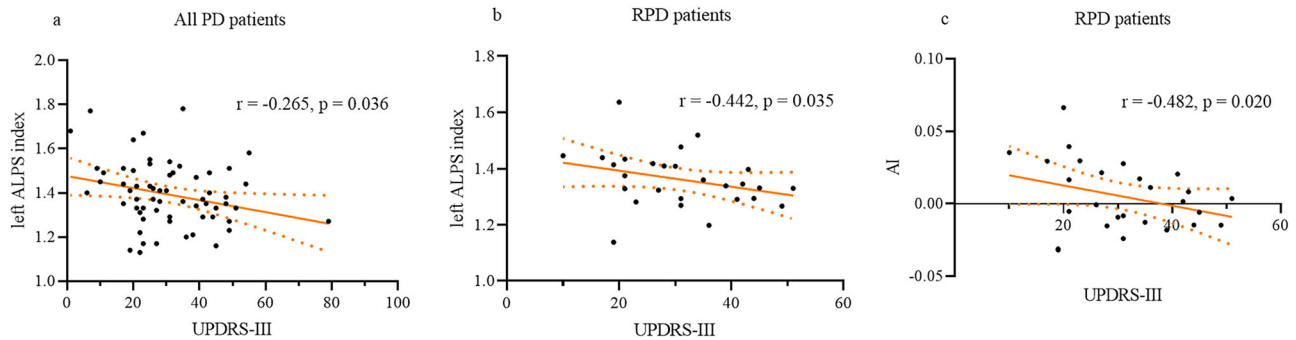 a
All PD patients
2.0
1.8
1.6
1.4
1.2
1.0
left ALPS index
r = -0.265, p = 0.036
0 20 40 60 80 100
UPDRS-III
b
RPD patients
1.8
1.6
1.4
1.2
1.0
left ALPS index
r = -0.442, p = 0.035
0 20 40 60
UPDRS-III
c
RPD patients
0.10
0.05
0.00
-0.05
AI
r = -0.482, p = 0.020
20 40 60
UPDRS-III